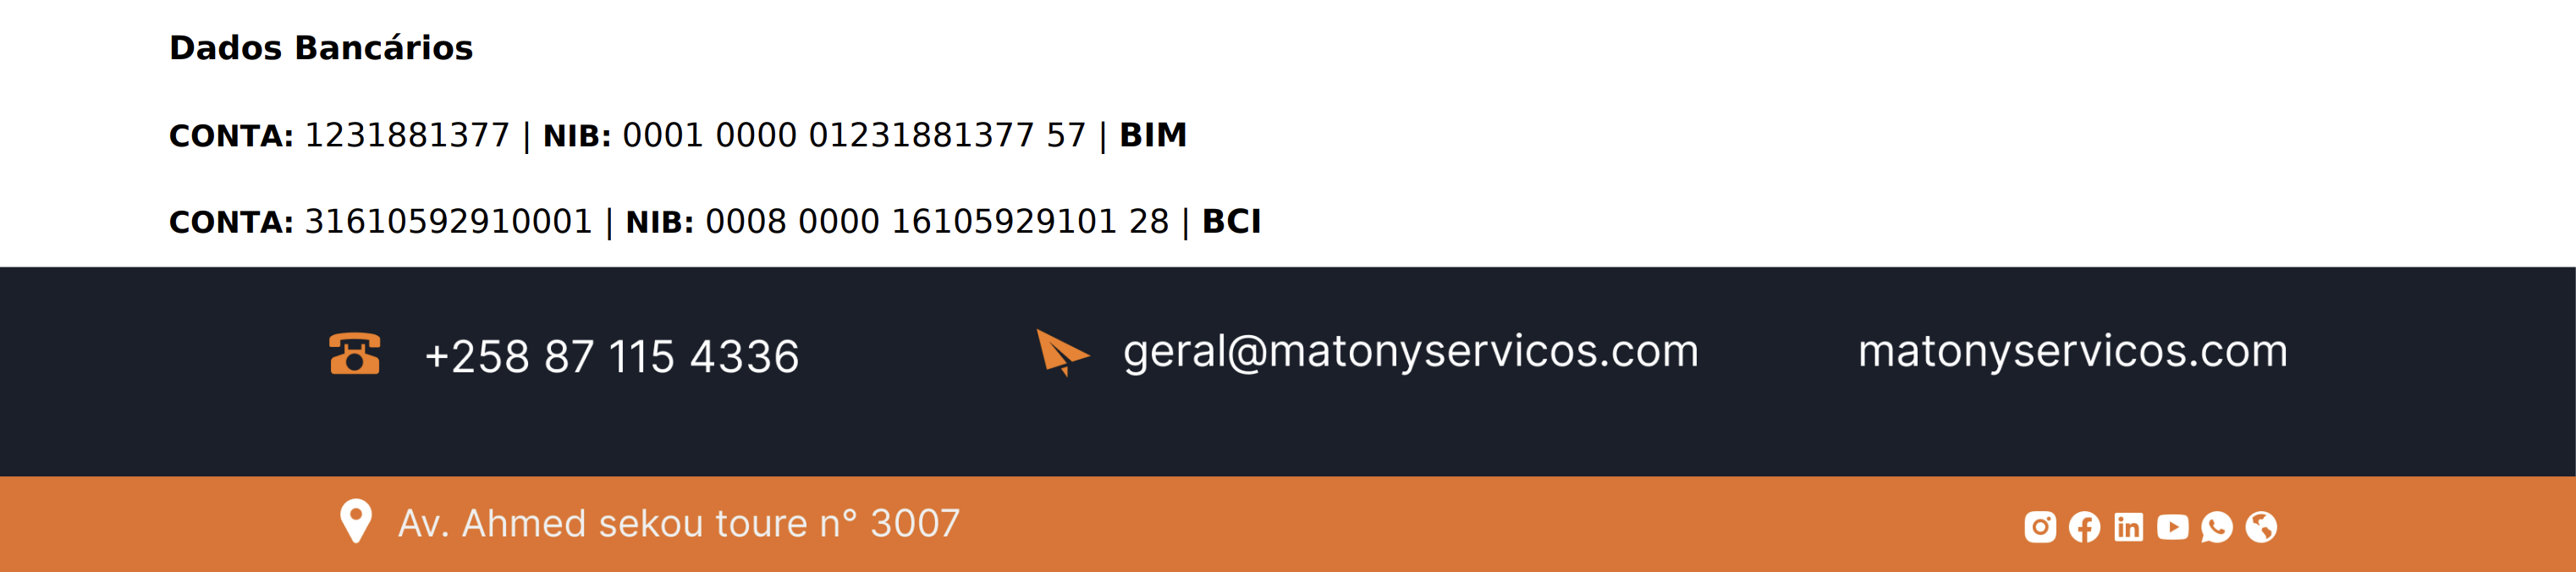 Dados Bancários
CONTA: 1231881377 | NIB: 0001 0000 01231881377 57 | BIM
CONTA: 31610592910001 | NIB: 0008 0000 16105929101 28 | BCI
+258 87 115 4336 geral@matonyservicos.com matonyservicos.com
Av. Ahmed sekou toure n° 3007